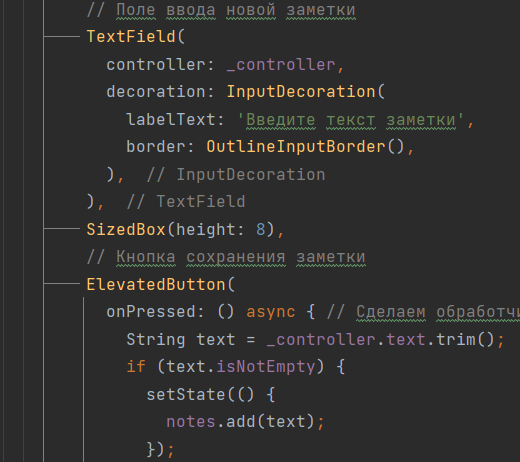 // Поле ввода новой заметки
TextField(
controller: _controller,
decoration: InputDecoration(
labelText: 'Введите текст заметки',
border: OutlineInputBorder(),
), // InputDecoration
), // TextField
SizedBox(height: 8),
// Кнопка сохранения заметки
ElevatedButton(
onPressed: () async { // Сделаем
String text = _controller.text.trim();
if (text.isNotEmpty) {
setState(() {
notes.add(text);
});